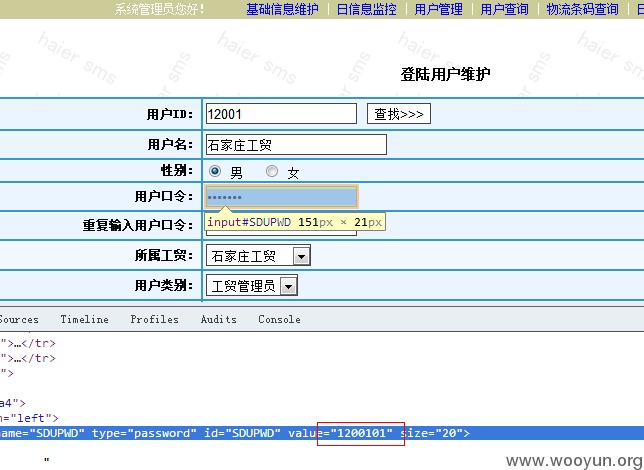 系统管理员您好! 基础信息维护 | 日信息监控 | 用户管理 | 用户查询 | 物流条码查询 | 日
haier sms haier sms haier sms
登陆用户维护
用户ID: 12001 查找>>>
用户名: 石家庄工贸
性别: 男 女
用户口令: •••••••
重复输入用户口令: input#SDUPWD 151px × 21px
所属工贸: 石家庄工贸
用户类别: 工贸管理员
Sources Timeline Profiles Audits Console
">…</tr>
">…</tr>
">
a4">
n="left">
name="SDUPWD" type="password" id="SDUPWD" value="1200101" size="20">
"
www.wooyun.org